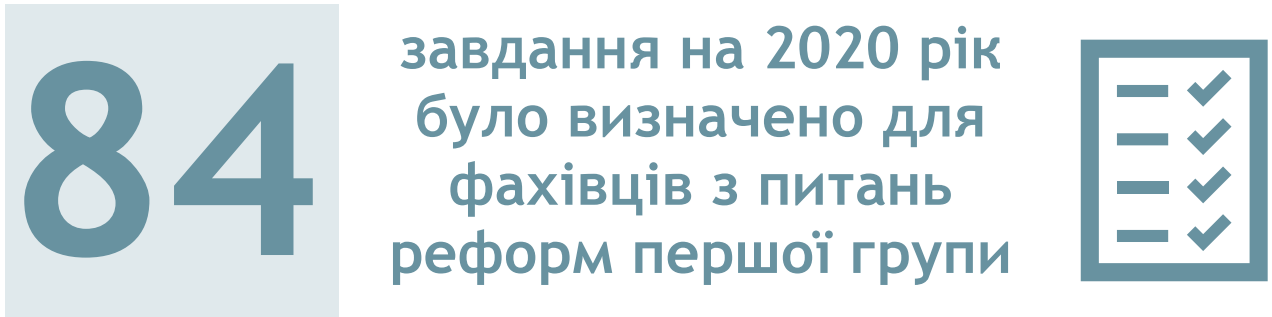 84
завдання на 2020 рік
було визначено для
фахівців з питань
реформ першої групи